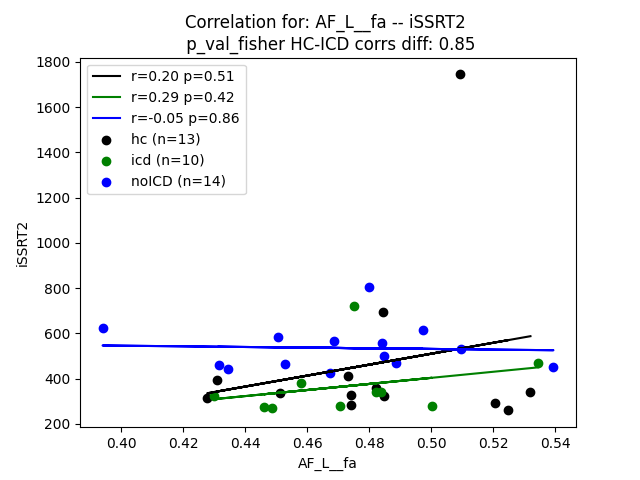 Correlation for: AF_L__fa -- iSSRT2
p_val_fisher HC-ICD corrs diff: 0.85
r=0.20 p=0.51
r=0.29 p=0.42
r=-0.05 p=0.86
hc (n=13)
icd (n=10)
noICD (n=14)
1800
1600
1400
1200
1000
800
600
400
200
iSSRT2
0.40 0.42 0.44 0.46 0.48 0.50 0.52 0.54
AF_L__fa